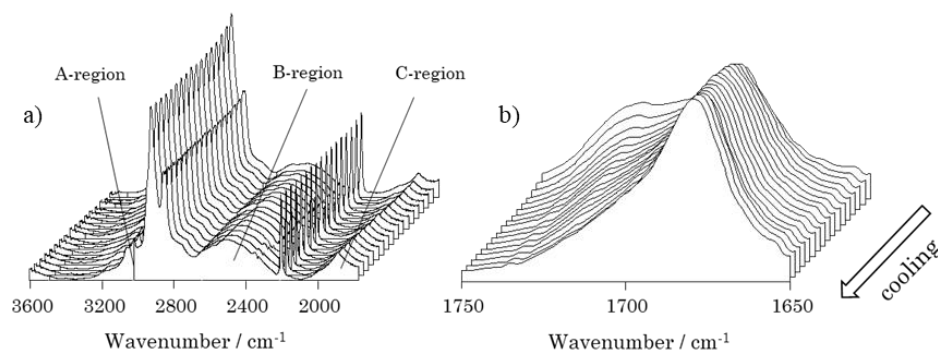 A-region
B-region
C-region
a)
b)
3600
3200
2800
2400
2000
1750
1700
1650
cooling
Wavenumber / cm-1
Wavenumber / cm-1